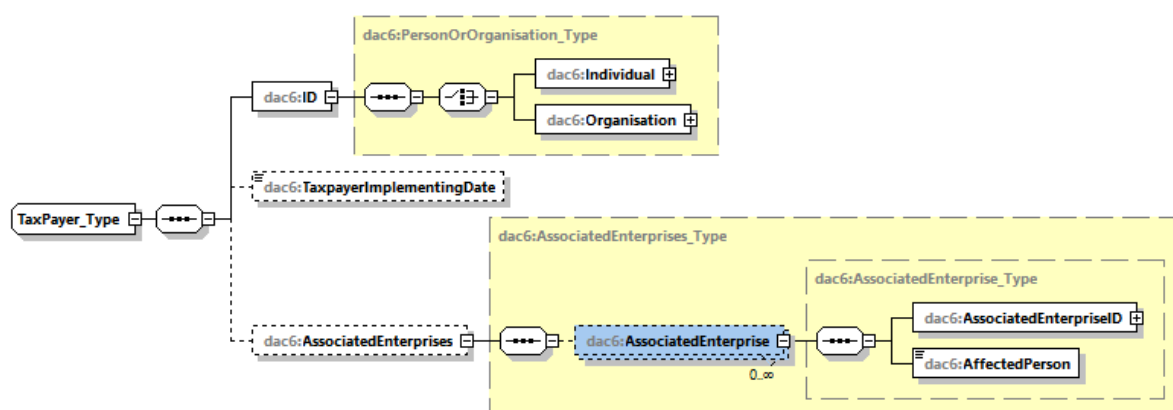 dac6:PersonOrOrganisation_Type
dac6:Individual
dac6:ID
dac6:Organisation
dac6:TaxpayerImplementingDate
TaxPayer_Type
dac6:AssociatedEnterprises_Type
dac6:AssociatedEnterprise_Type
dac6:AssociatedEnterpriseID
dac6:AssociatedEnterprises
dac6:AssociatedEnterprise
dac6:AffectedPerson
0..∞